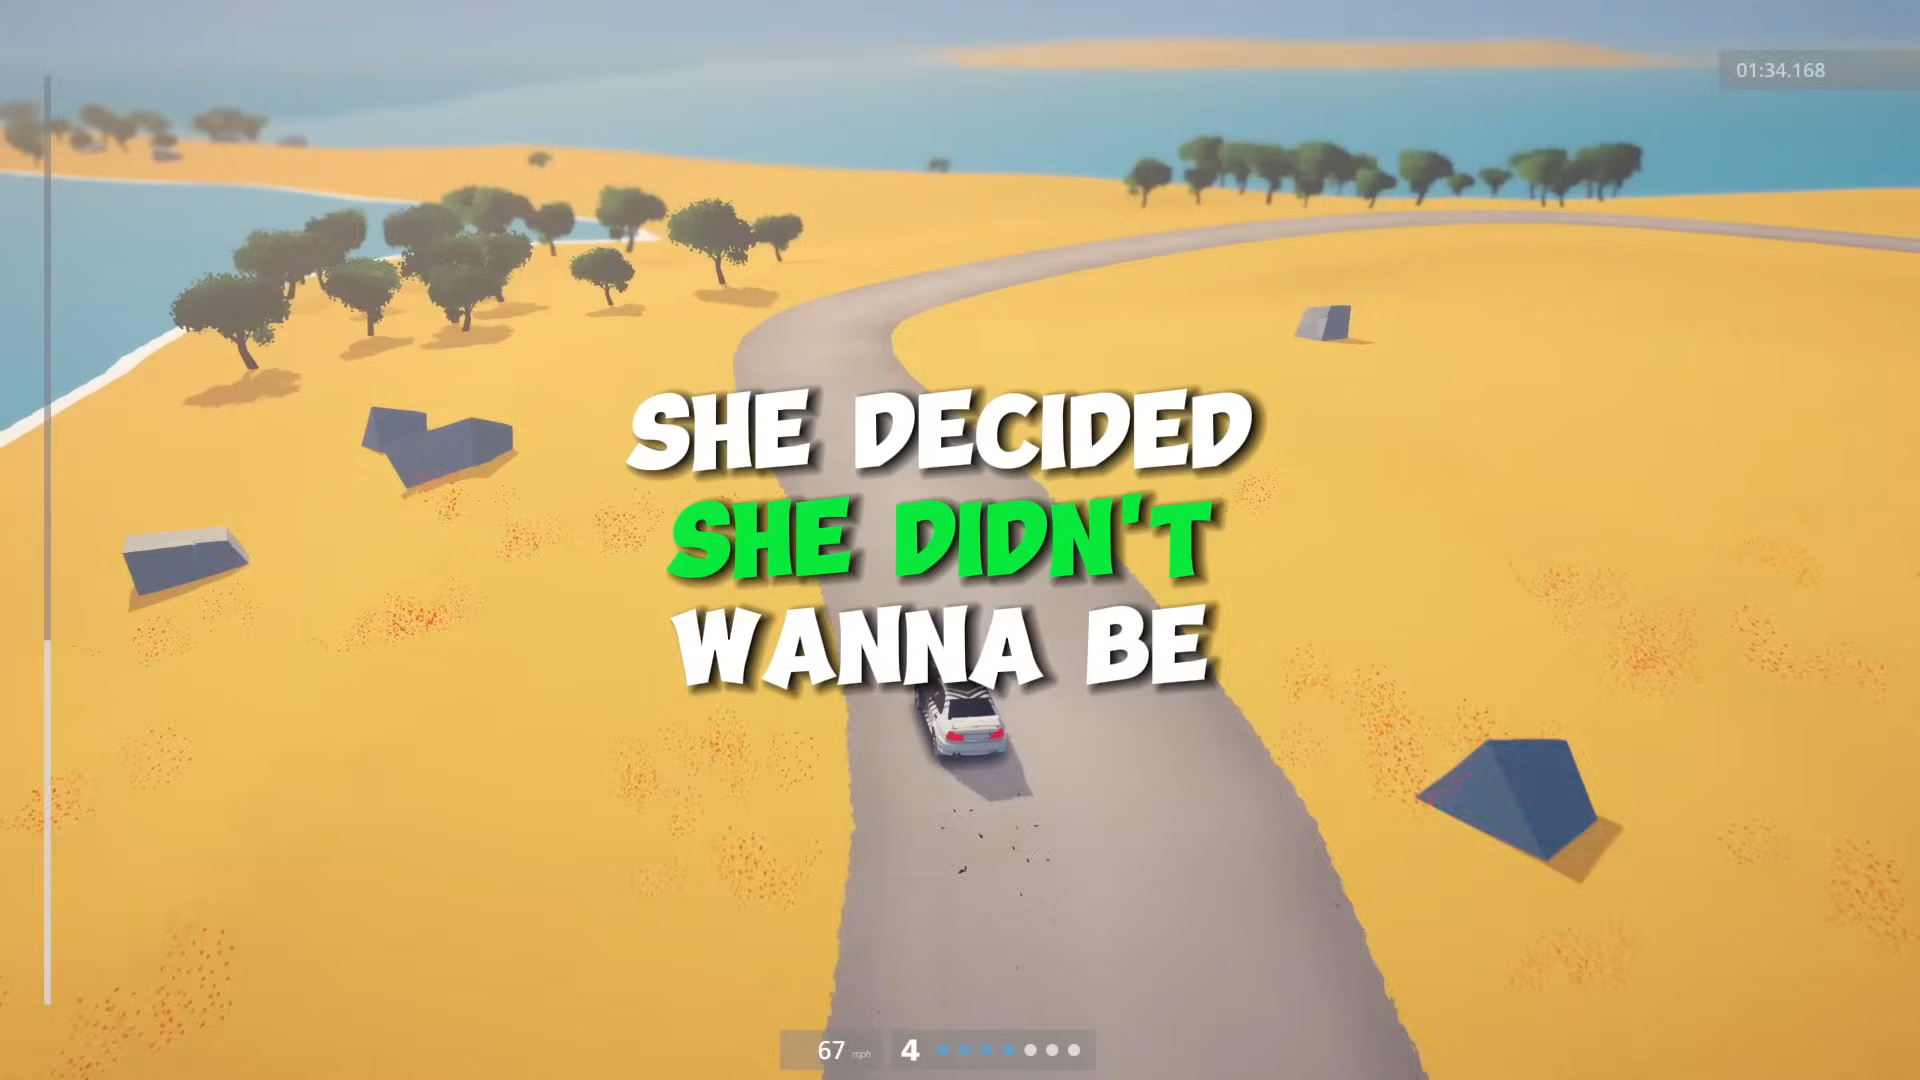 01:34.168
SHE DECIDED
SHE DIDN'T
WANNA BE
67 mph 4